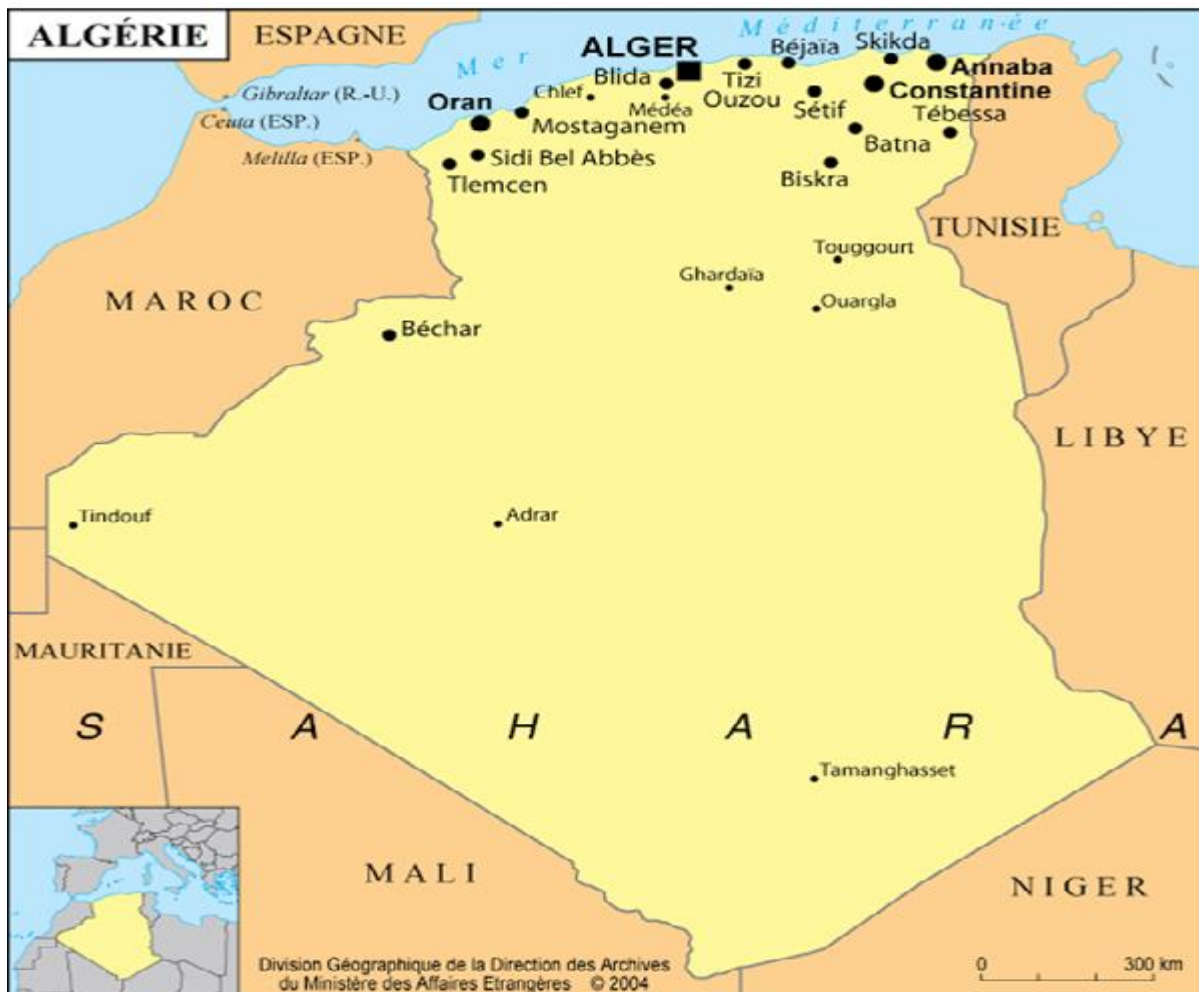 ALGÉRIE
ESPAGNE
Mer Méditerranée
Gibraltar (R.-U.)
Ceuta (ESP.)
Melilla (ESP.)
ALGER
Oran
Mostaganem
Chlef
Blida
Médéa
Tizi
Ouzou
Béjaïa
Sétif
Skikda
Annaba
Constantine
Tébessa
Batna
Biskra
Sidi Bel Abbès
Tlemcen
TUNISIE
Touggourt
Ghardaïa
Ouargla
MAROC
Béchar
LIBYE
Tindouf
Adrar
MAURITANIE
SAHARA
Tamanghasset
MALI
NIGER
Division Géographique de la Direction des Archives
du Ministère des Affaires Etrangères © 2004
0 300 km